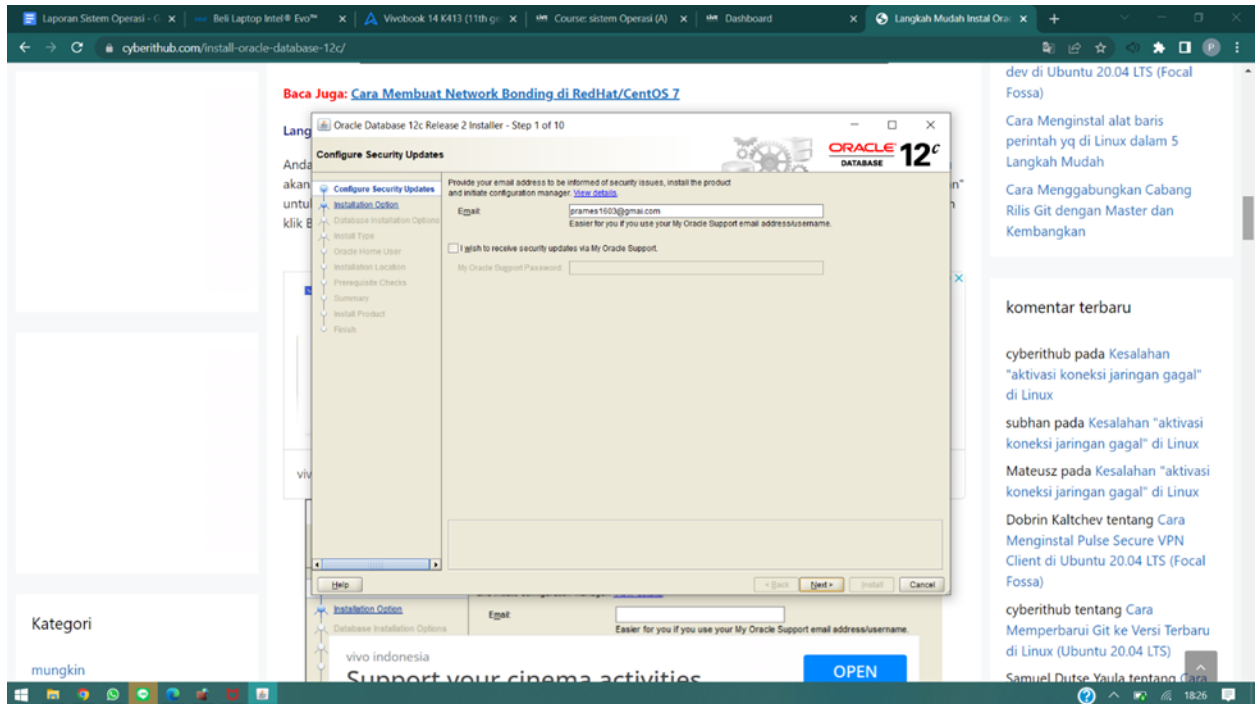 Laporan Sistem Operasi - G
Beli Laptop Intel® Evo™
Vivobook 14 K413 (11th ge
Course: sistem Operasi (A)
Dashboard
Langkah Mudah Instal Orac
cyberithub.com/install-oracle-database-12c/
P
Baca Juga: Cara Membuat Network Bonding di RedHat/CentOS 7
Lang
Anda
akan
untu
klik B
n"
Oracle Database 12c Release 2 Installer - Step 1 of 10
Configure Security Updates
ORACLE
DATABASE
12c
Configure Security Updates
Installation Option
Database Installation Options
Install Type
Oracle Home User
Installation Location
Prerequisite Checks
Summary
Install Product
Finish
Provide your email address to be informed of security issues, install the product
and initiate configuration manager. View details.
Email:
prames1603@gmai.com
Easier for you if you use your My Oracle Support email address/username.
I wish to receive security updates via My Oracle Support.
My Oracle Support Password:
Help
< Back
Next >
Install
Cancel
viv
Installation Option
Database Installation Options
Email:
Easier for you if you use your My Oracle Support email address/username.
vivo indonesia
Support your cinema activities
OPEN
Kategori
mungkin
dev di Ubuntu 20.04 LTS (Focal
Fossa)
Cara Menginstal alat baris
perintah yq di Linux dalam 5
Langkah Mudah
Cara Menggabungkan Cabang
Rilis Git dengan Master dan
Kembangkan
komentar terbaru
cyberithub pada Kesalahan
"aktivasi koneksi jaringan gagal"
di Linux
subhan pada Kesalahan "aktivasi
koneksi jaringan gagal" di Linux
Mateusz pada Kesalahan "aktivasi
koneksi jaringan gagal" di Linux
Dobrin Kaltchev tentang Cara
Menginstal Pulse Secure VPN
Client di Ubuntu 20.04 LTS (Focal
Fossa)
cyberithub tentang Cara
Memperbarui Git ke Versi Terbaru
di Linux (Ubuntu 20.04 LTS)
Samuel Dutse Yaula tentang Cara
18:26